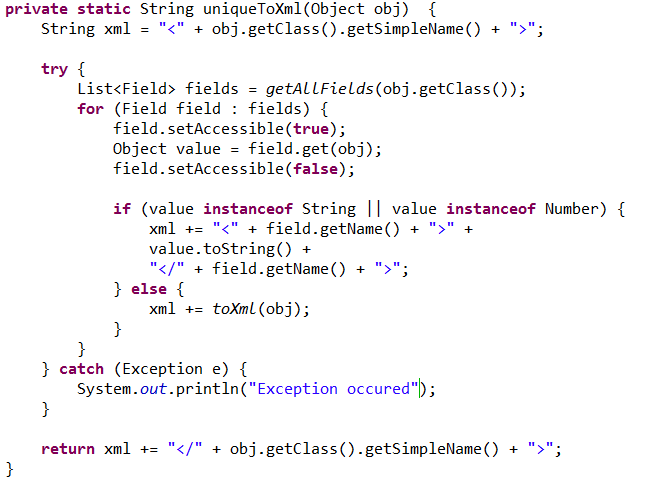 private static String uniqueToXml(Object obj)  {
    String xml = "<" + obj.getClass().getSimpleName() + ">";

    try {
        List<Field> fields = getAllFields(obj.getClass());
        for (Field field : fields) {
            field.setAccessible(true);
            Object value = field.get(obj);
            field.setAccessible(false);

            if (value instanceof String || value instanceof Number) {
                xml += "<" + field.getName() + ">" +
                value.toString() +
                "</" + field.getName() + ">";
            } else {
                xml += toXml(obj);
            }
        }
    } catch (Exception e) {
        System.out.println("Exception occured");
    }

    return xml += "</" + obj.getClass().getSimpleName() + ">";
}